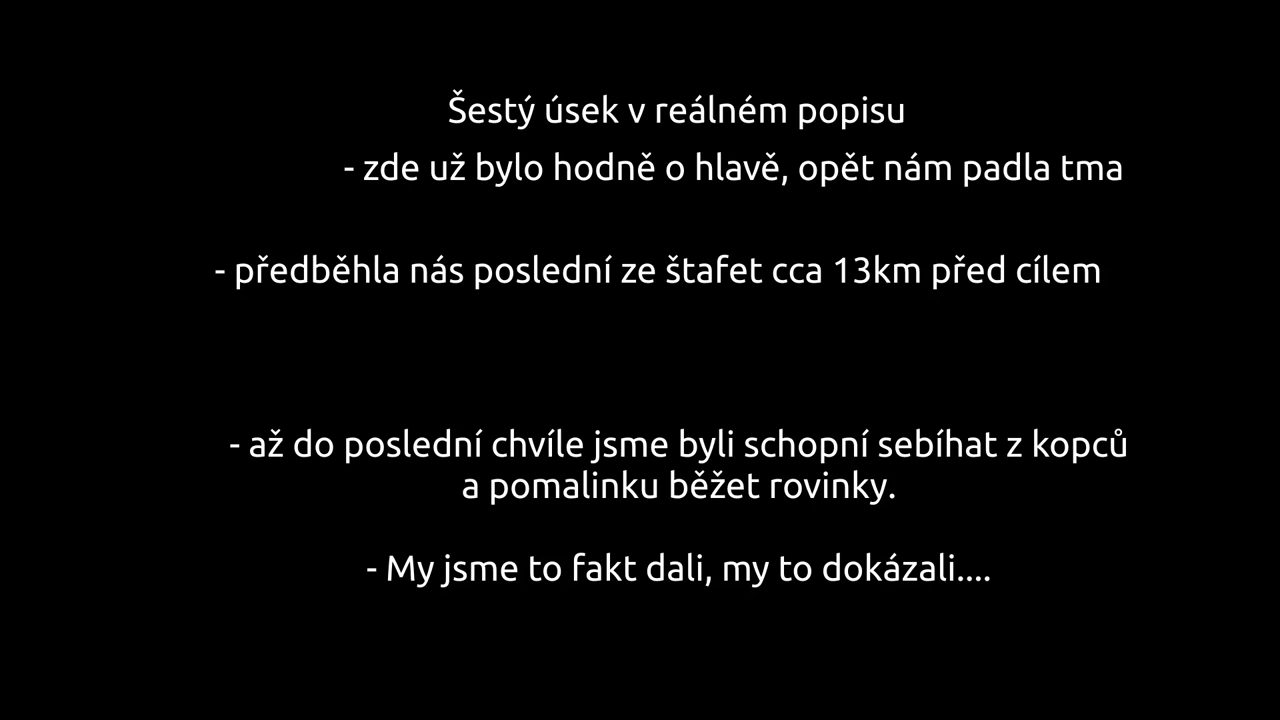 Šestý úsek v reálném popisu
- zde už bylo hodně o hlavě, opět nám padla tma
- předběhla nás poslední ze štafet cca 13km před cílem
- až do poslední chvíle jsme byli schopní sebíhat z kopců
a pomalinku běžet rovinky.
- My jsme to fakt dali, my to dokázali....